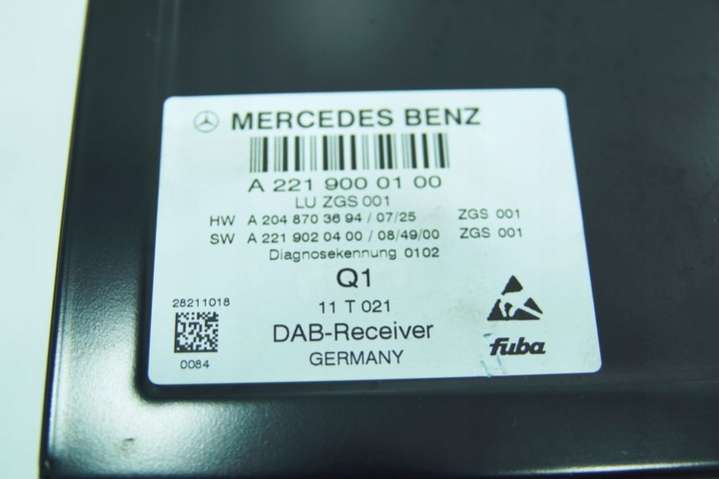 MERCEDES BENZ
A 221 900 01 00
LU ZGS 001
HW A 204 870 36 94 / 07/25 ZGS 001
SW A 221 902 04 00 / 08/49/00 ZGS 001
Diagnosekennung 0102
Q1
28211018
11 T 021
DAB-Receiver
0084
GERMANY
fuba